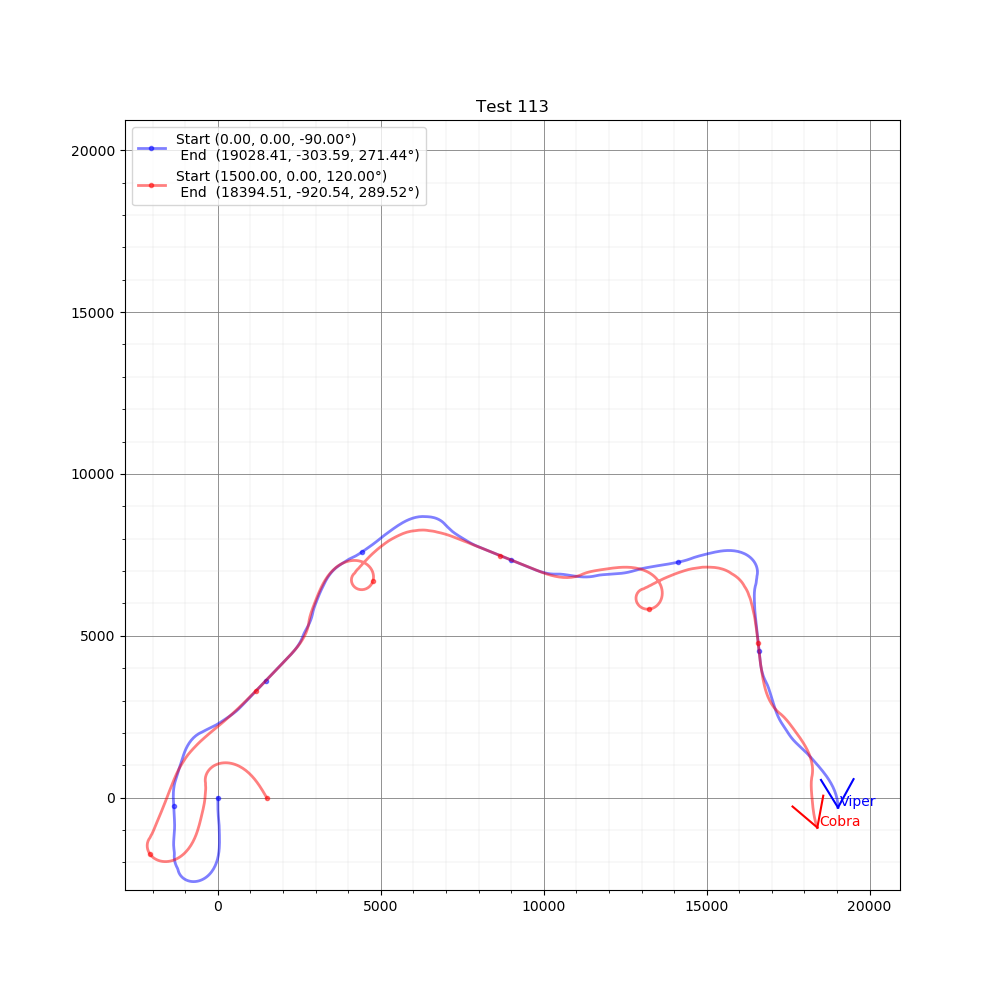 Test 113
Start (0.00, 0.00, -90.00°)
End  (19028.41, -303.59, 271.44°)
Start (1500.00, 0.00, 120.00°)
End  (18394.51, -920.54, 289.52°)
20000
15000
10000
5000
0
Viper
Cobra
0
5000
10000
15000
20000